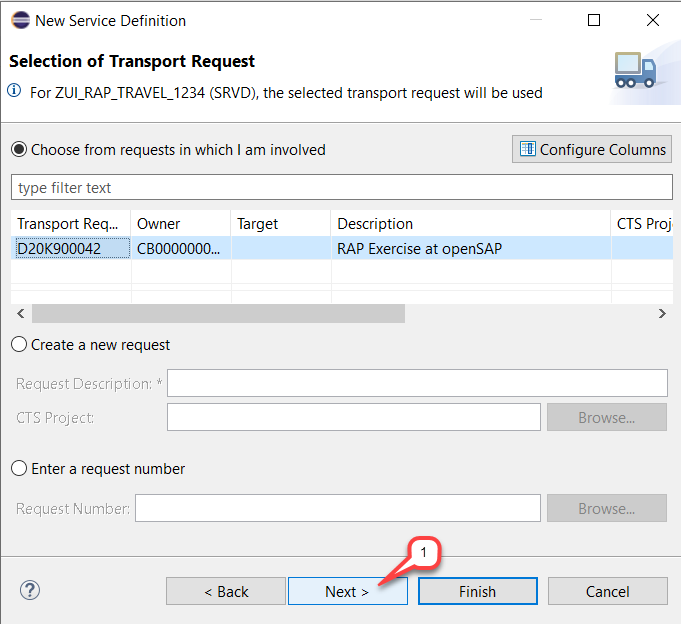 New Service Definition
Selection of Transport Request
For ZUI_RAP_TRAVEL_1234 (SRVD), the selected transport request will be used
Choose from requests in which I am involved
Configure Columns
type filter text
Transport Req... Owner Target Description CTS Proj
D20K900042 CB0000000... RAP Exercise at openSAP
Create a new request
Request Description: *
CTS Project: Browse...
Enter a request number
Request Number: Browse...
1
? < Back Next > Finish Cancel